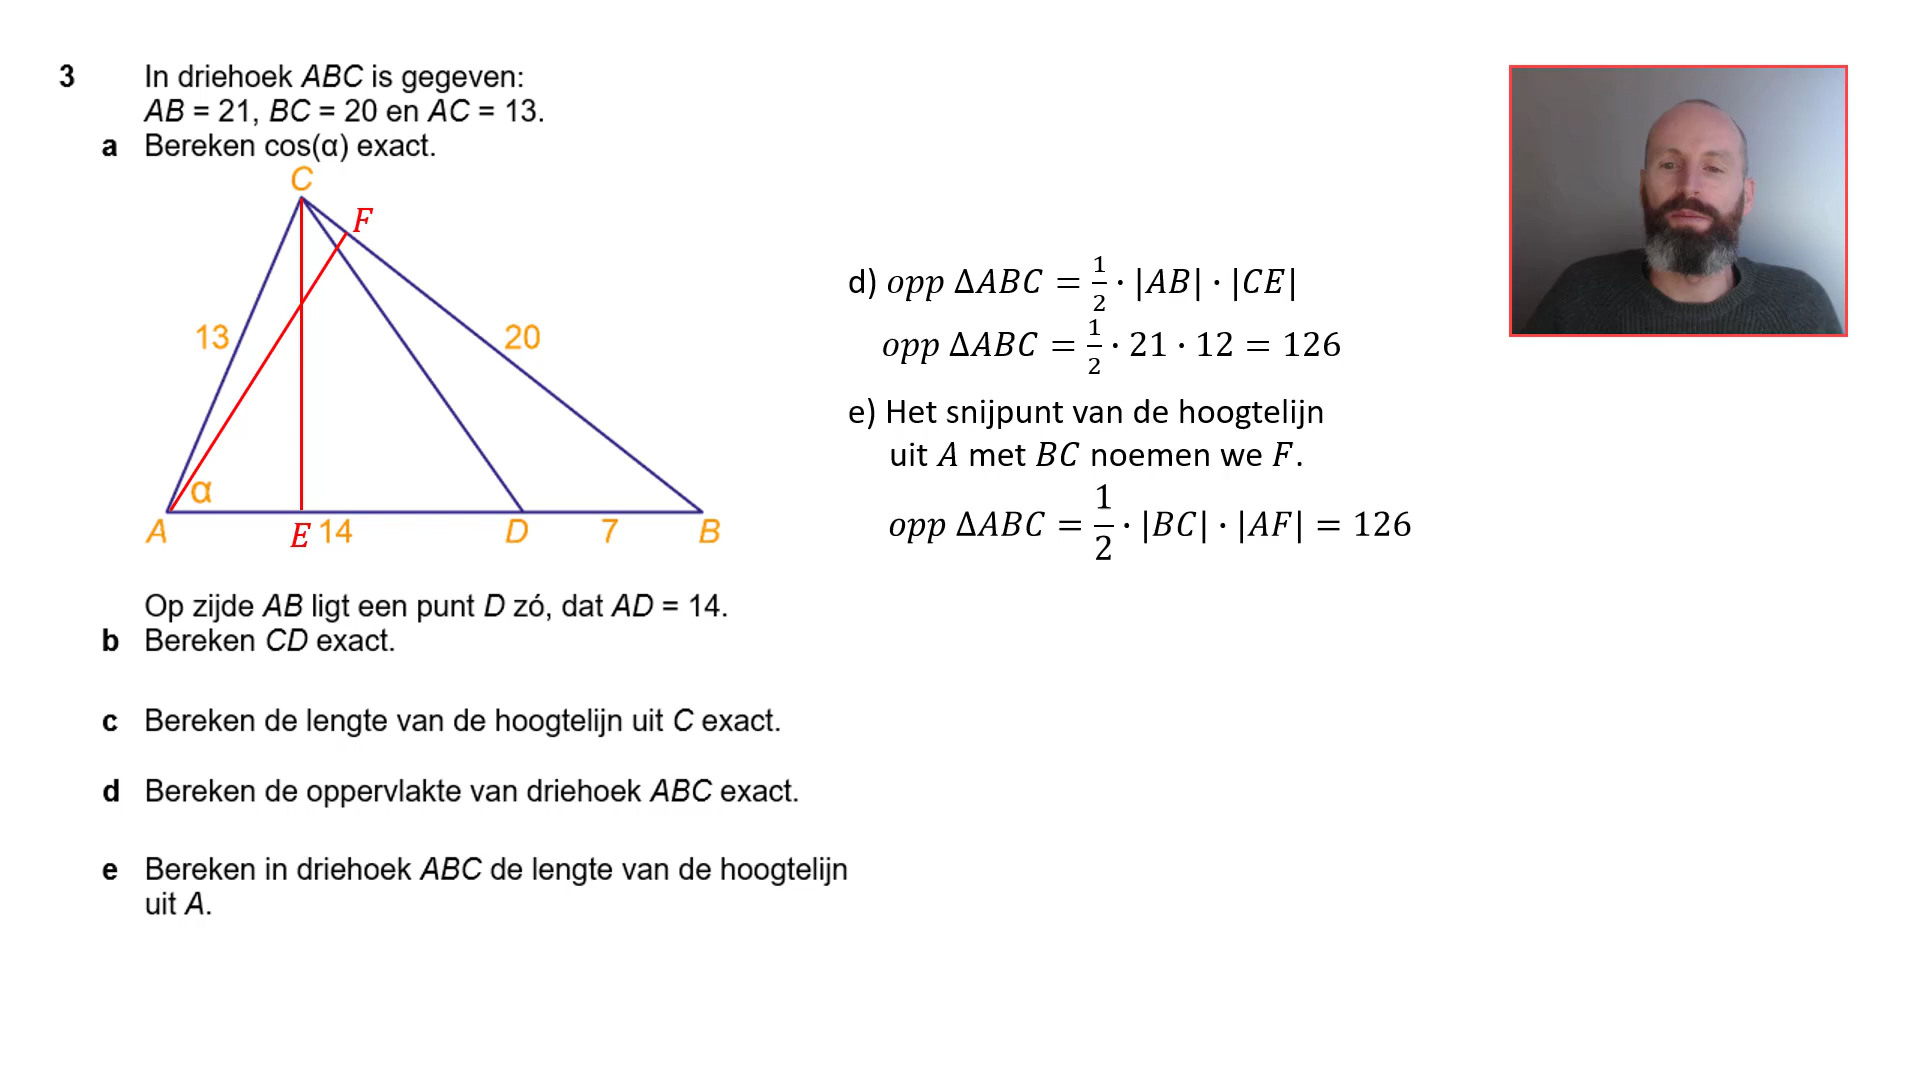 3 In driehoek ABC is gegeven:
AB = 21, BC = 20 en AC = 13.
a Bereken cos(α) exact.
C
F
13
20
α
A
E
14
D
7
B
Op zijde AB ligt een punt D zó, dat AD = 14.
b Bereken CD exact.
c Bereken de lengte van de hoogtelijn uit C exact.
d Bereken de oppervlakte van driehoek ABC exact.
e Bereken in driehoek ABC de lengte van de hoogtelijn
uit A.
d) opp ΔABC = 1/2 · |AB| · |CE|
opp ΔABC = 1/2 · 21 · 12 = 126
e) Het snijpunt van de hoogtelijn
uit A met BC noemen we F.
opp ΔABC = 1/2 · |BC| · |AF| = 126